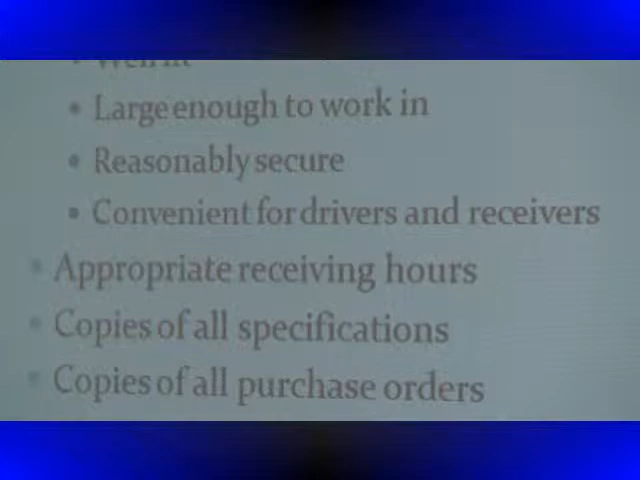 • Large enough to work in
• Reasonably secure
• Convenient for drivers and receivers
• Appropriate receiving hours
• Copies of all specifications
• Copies of all purchase orders